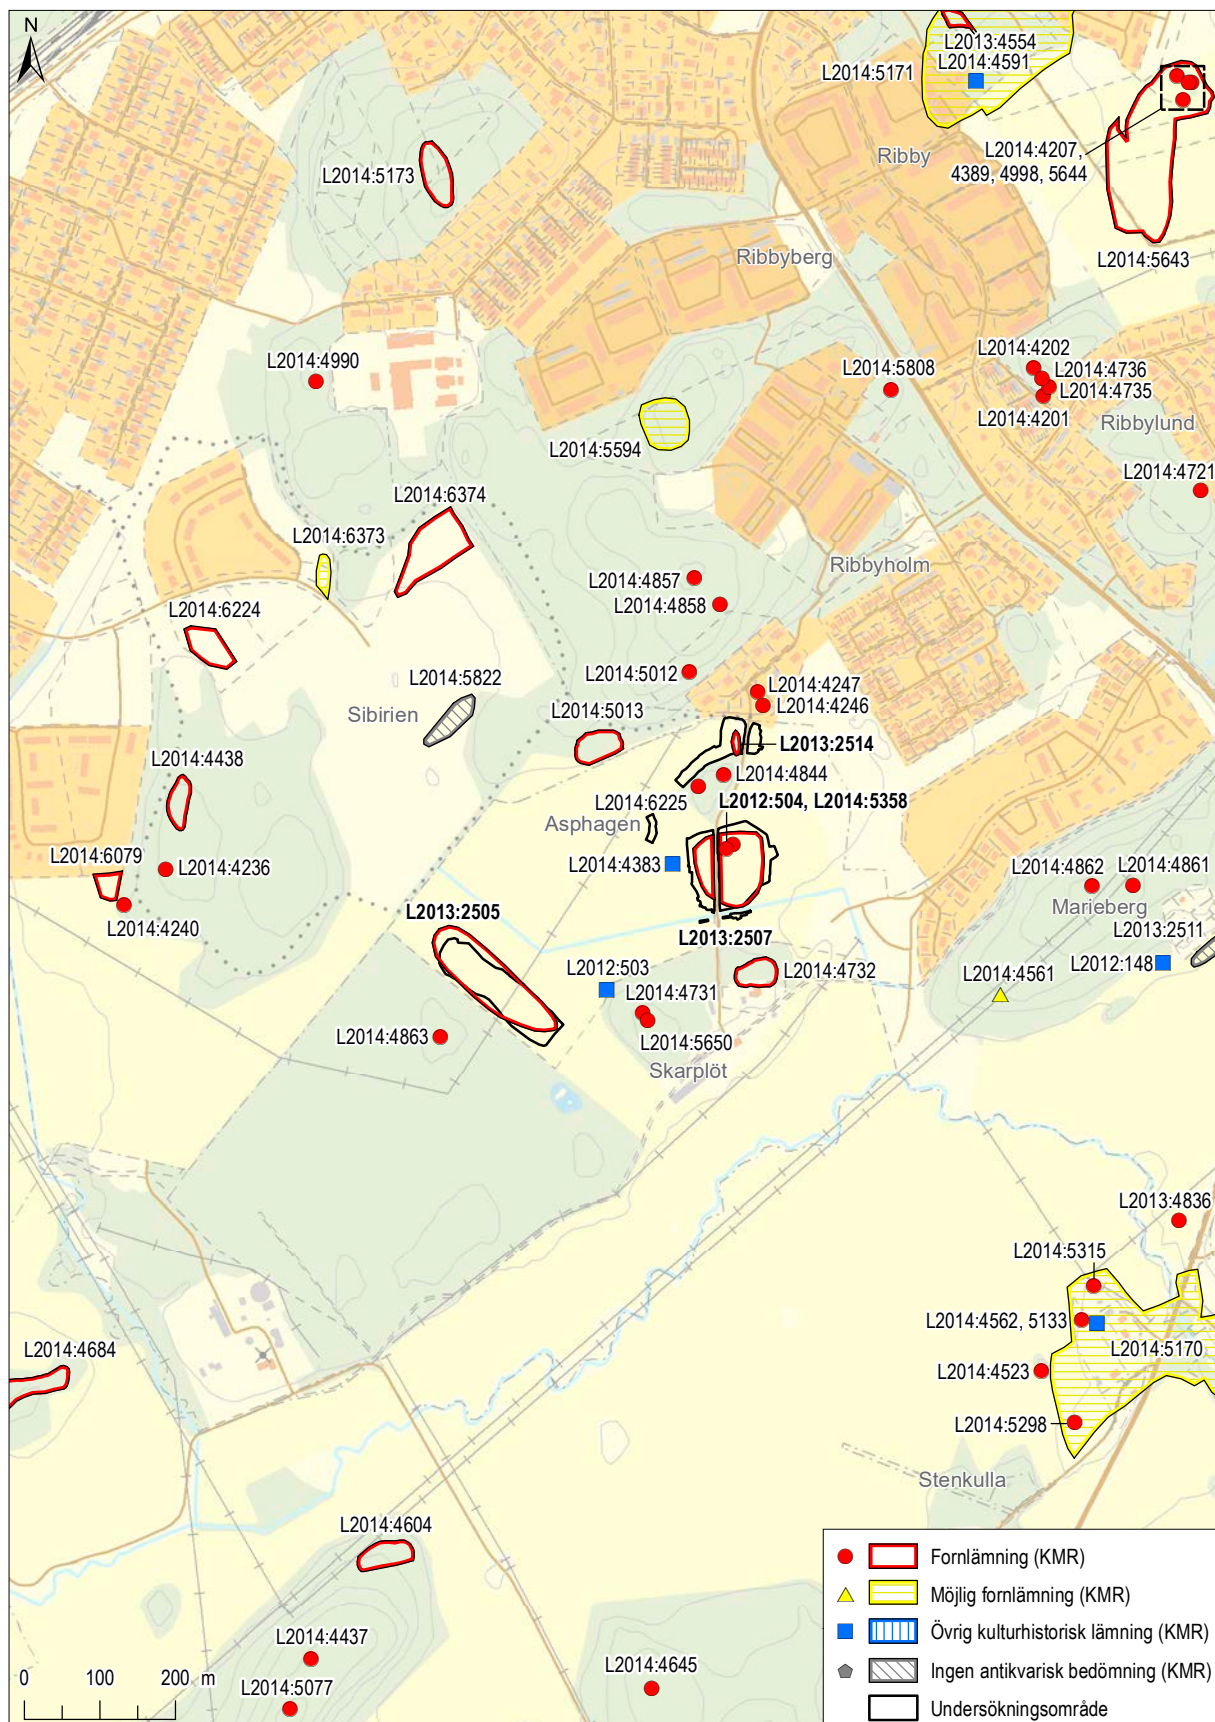 N
L2013:4554
L2014:4591
L2014:5171
L2014:5173
Ribby
L2014:4207,
4389, 4998, 5644
L2014:5643
Ribbyberg
L2014:4990
L2014:5808
L2014:4202
L2014:4736
L2014:4735
L2014:4201
Ribbylund
L2014:5594
L2014:4721
L2014:6374
L2014:6373
Ribbyholm
L2014:4857
L2014:4858
L2014:6224
L2014:5012
L2014:5822
L2014:4247
L2014:4246
Sibirien
L2014:5013
L2013:2514
L2014:4438
L2014:4844
L2014:6225
L2012:504, L2014:5358
Asphagen
L2014:6079
L2014:4236
L2014:4383
L2014:4862
L2014:4861
Marieberg
L2014:4240
L2013:2505
L2013:2507
L2013:2511
L2012:503
L2014:4732
L2012:148
L2014:4561
L2014:4731
L2014:4863
L2014:5650
Skarplöt
L2013:4836
L2014:5315
L2014:4562, 5133
L2014:5170
L2014:4684
L2014:4523
L2014:5298
Stenkulla
L2014:4604
L2014:4437
L2014:4645
L2014:5077
0 100 200 m
Fornlämning (KMR)
Möjlig fornlämning (KMR)
Övrig kulturhistorisk lämning (KMR)
Ingen antikvarisk bedömning (KMR)
Undersökningsområde